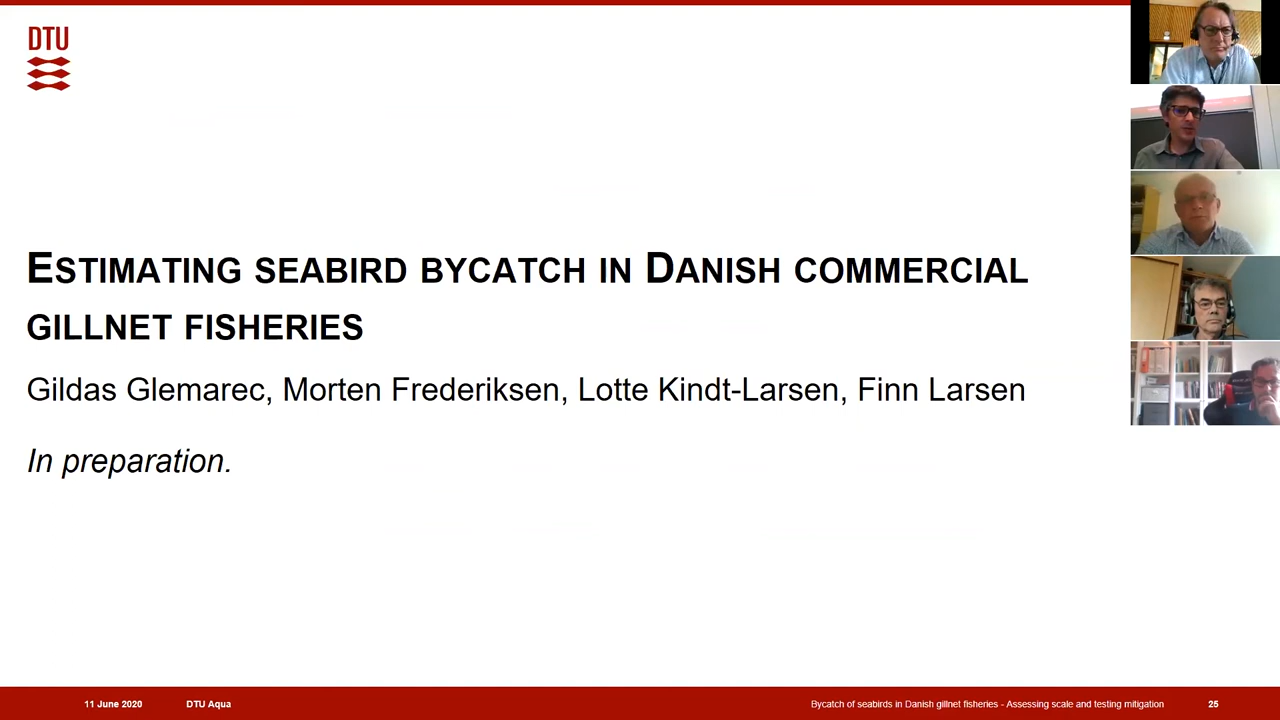 DTU
ESTIMATING SEABIRD BYCATCH IN DANISH COMMERCIAL
GILLNET FISHERIES
Gildas Glemarec, Morten Frederiksen, Lotte Kindt-Larsen, Finn Larsen
In preparation.
11 June 2020 DTU Aqua Bycatch of seabirds in Danish gillnet fisheries - Assessing scale and testing mitigation 25